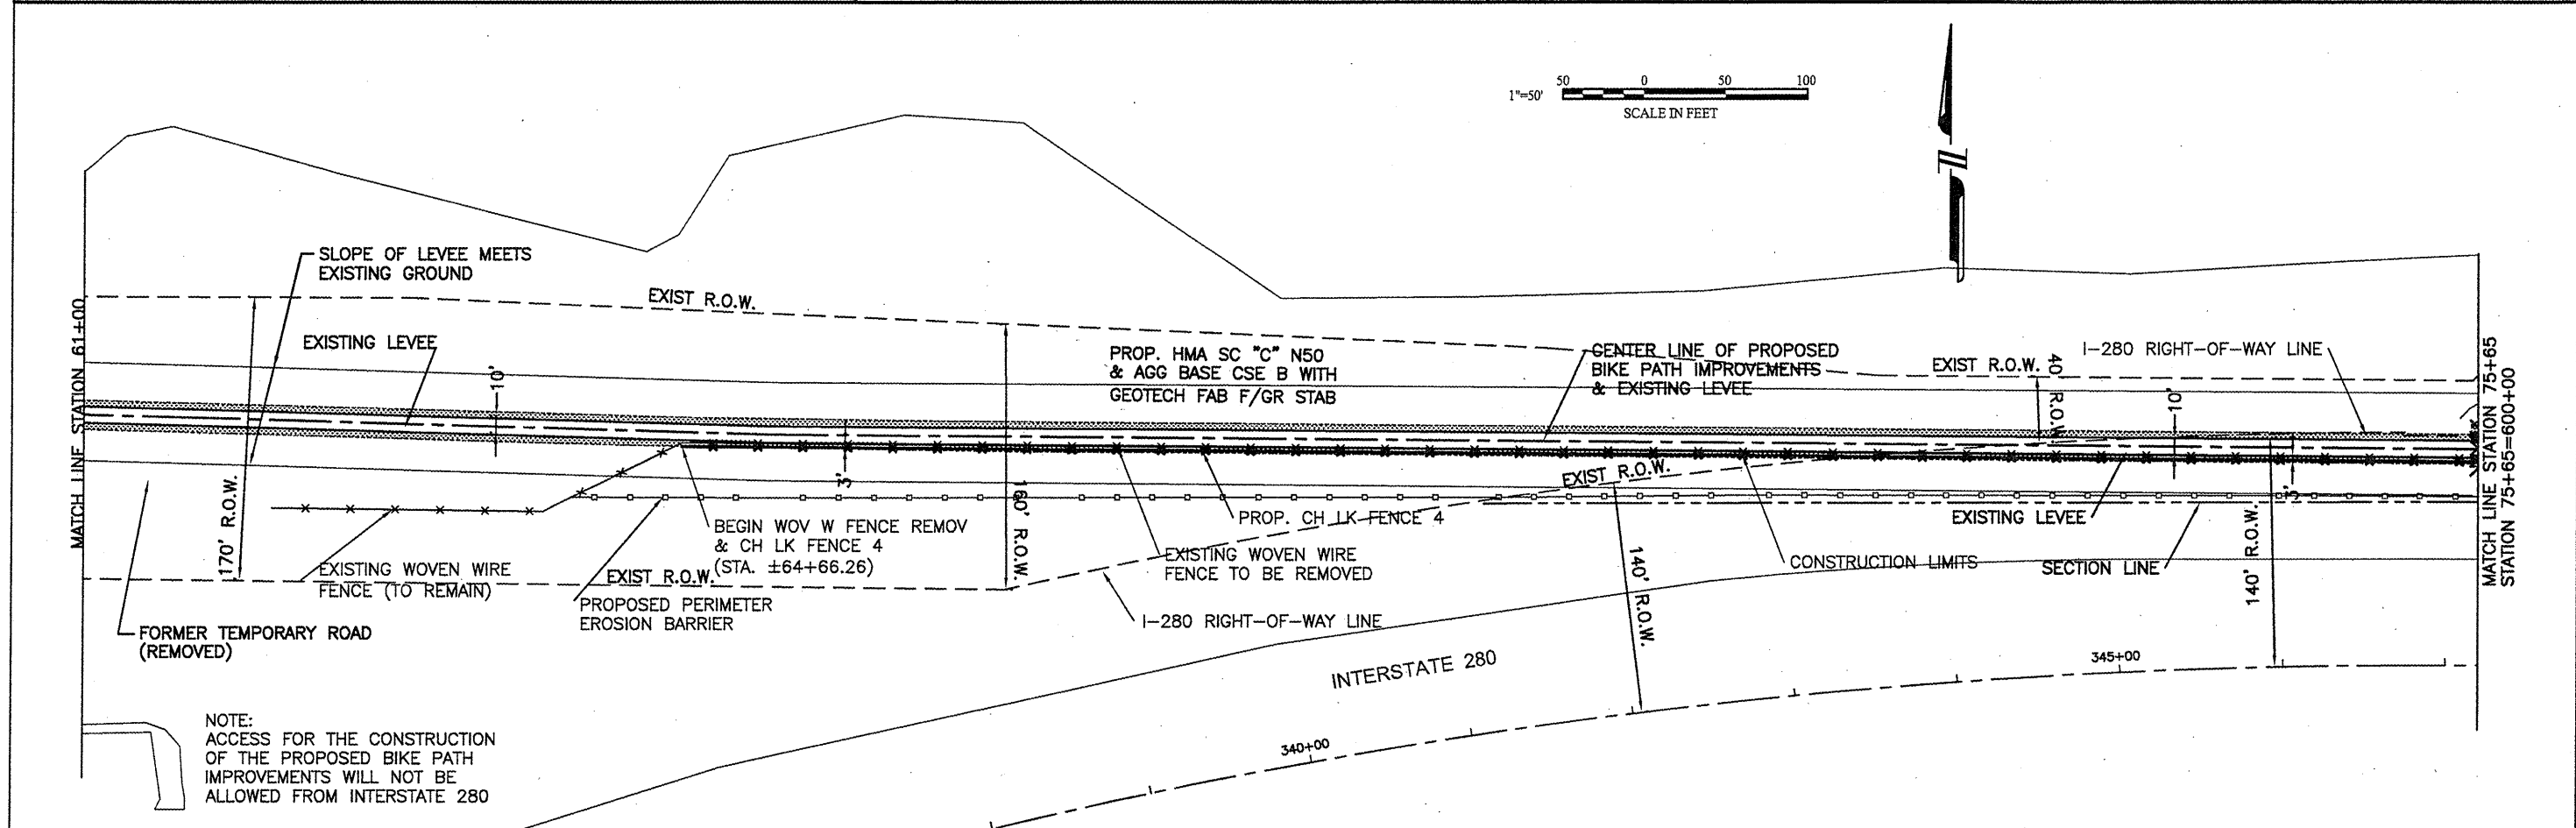 50 0 50 100
1"=50'
SCALE IN FEET
SLOPE OF LEVEE MEETS
EXISTING GROUND
EXIST R.O.W.
EXISTING LEVEE
10'
PROP. HMA SC "C" N50
& AGG BASE CSE B WITH
GEOTECH FAB F/GR STAB
CENTER LINE OF PROPOSED
BIKE PATH IMPROVEMENTS
& EXISTING LEVEE
EXIST R.O.W.
40' R.O.W.
I-280 RIGHT-OF-WAY LINE
10'
MATCH LINE STATION 61+00
MATCH LINE STATION 75+65
STATION 75+65=600+00
170' R.O.W.
3'
160' R.O.W.
EXIST R.O.W.
3'
BEGIN WOV W FENCE REMOV
& CH LK FENCE 4
(STA. ±64+66.26)
PROP. CH LK FENCE 4
EXISTING LEVEE
EXISTING WOVEN WIRE
FENCE (TO REMAIN)
EXIST R.O.W.
EXISTING WOVEN WIRE
FENCE TO BE REMOVED
140' R.O.W.
CONSTRUCTION LIMITS
SECTION LINE
140' R.O.W.
PROPOSED PERIMETER
EROSION BARRIER
I-280 RIGHT-OF-WAY LINE
FORMER TEMPORARY ROAD
(REMOVED)
INTERSTATE 280
345+00
340+00
NOTE:
ACCESS FOR THE CONSTRUCTION
OF THE PROPOSED BIKE PATH
IMPROVEMENTS WILL NOT BE
ALLOWED FROM INTERSTATE 280